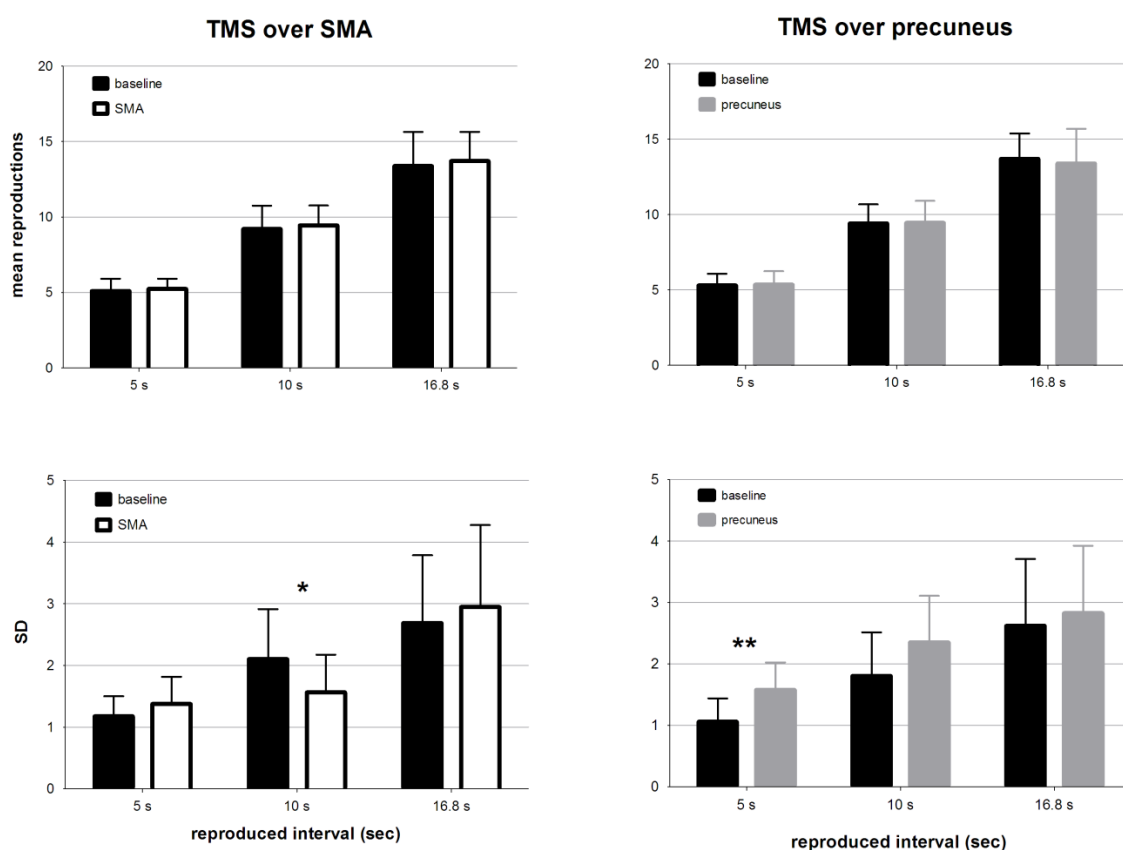 TMS over SMA
20
15
10
5
0
mean reproductions
baseline
SMA
5 s
10 s
16.8 s
TMS over precuneus
20
15
10
5
0
baseline
precuneus
5 s
10 s
16.8 s
5
4
3
2
1
0
SD
baseline
SMA
*
5 s
10 s
16.8 s
reproduced interval (sec)
5
4
3
2
1
0
baseline
precuneus
**
5 s
10 s
16.8 s
reproduced interval (sec)